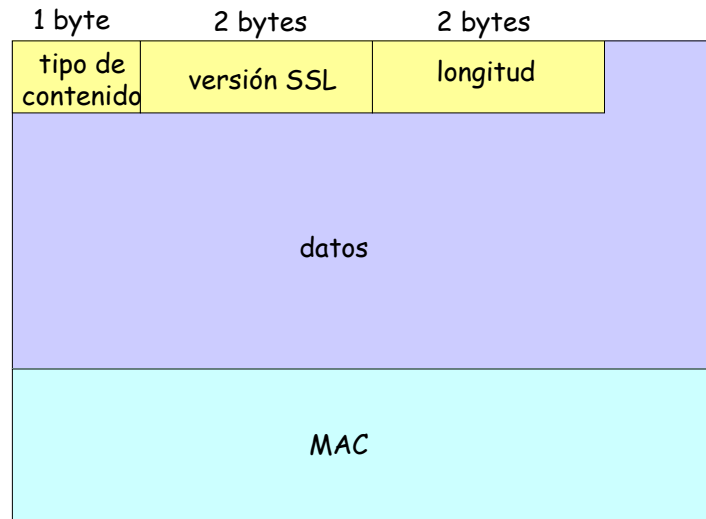 1 byte 2 bytes 2 bytes
tipo de
contenido
versión SSL
longitud
datos
MAC